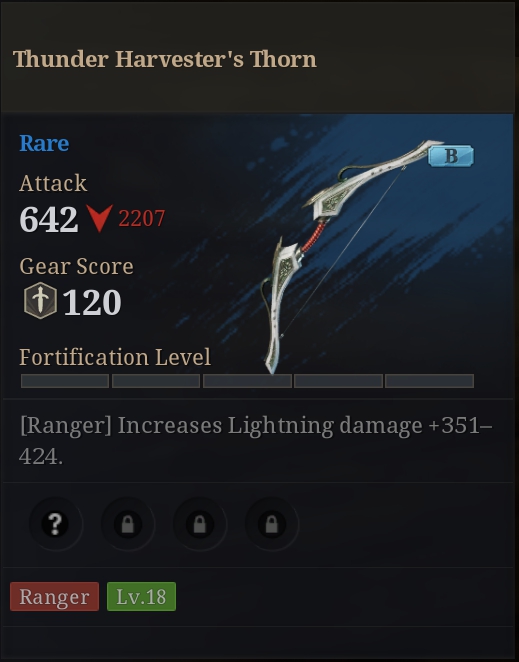 Thunder Harvester's Thorn
Rare
B
Attack
642 2207
Gear Score
120
Fortification Level
[Ranger] Increases Lightning damage +351–
424.
?
Ranger Lv.18